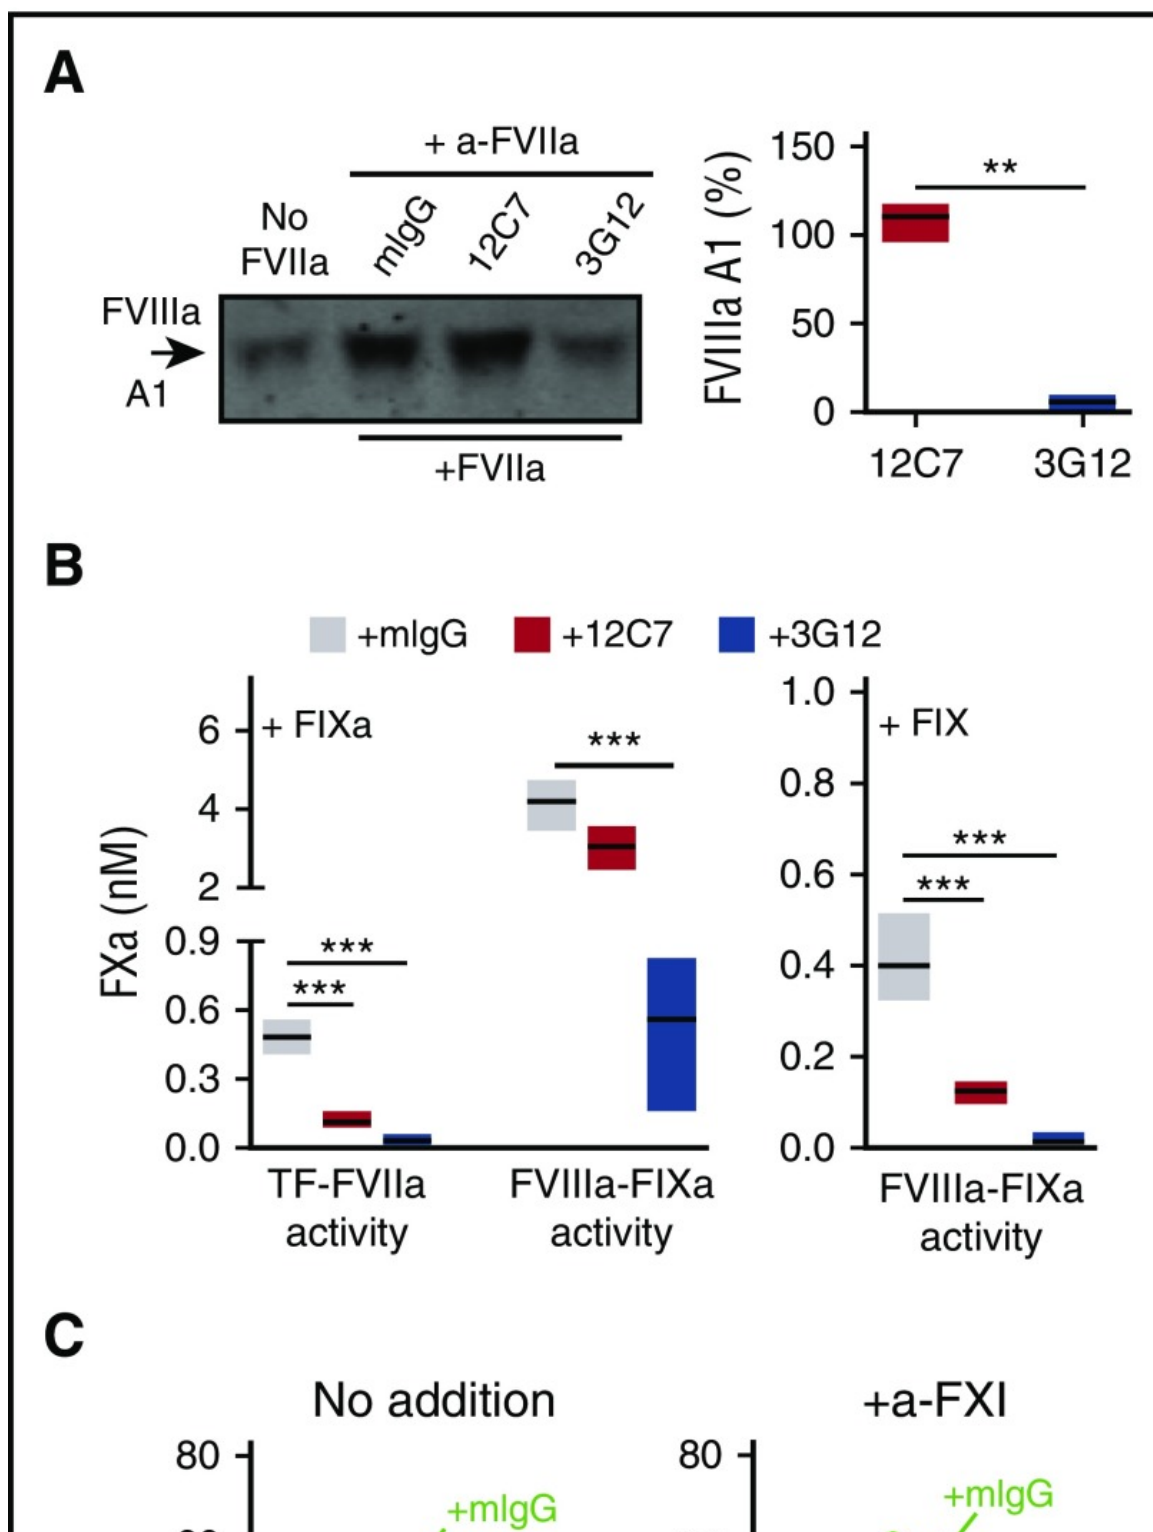 A
+ a-FVIIa
No
FVIIa
mIgG
12C7
3G12
FVIIIa
A1
+FVIIa
FVIIIa A1 (%)
150
100
50
0
**
12C7
3G12
B
+mIgG
+12C7
+3G12
FXa (nM)
+ FIXa
6
4
2
0.9
0.6
0.3
0.0
***
***
***
TF-FVIIa
activity
FVIIIa-FIXa
activity
+ FIX
1.0
0.8
0.6
0.4
0.2
0.0
***
***
FVIIIa-FIXa
activity
C
No addition
80
+mIgG
+a-FXI
80
+mIgG